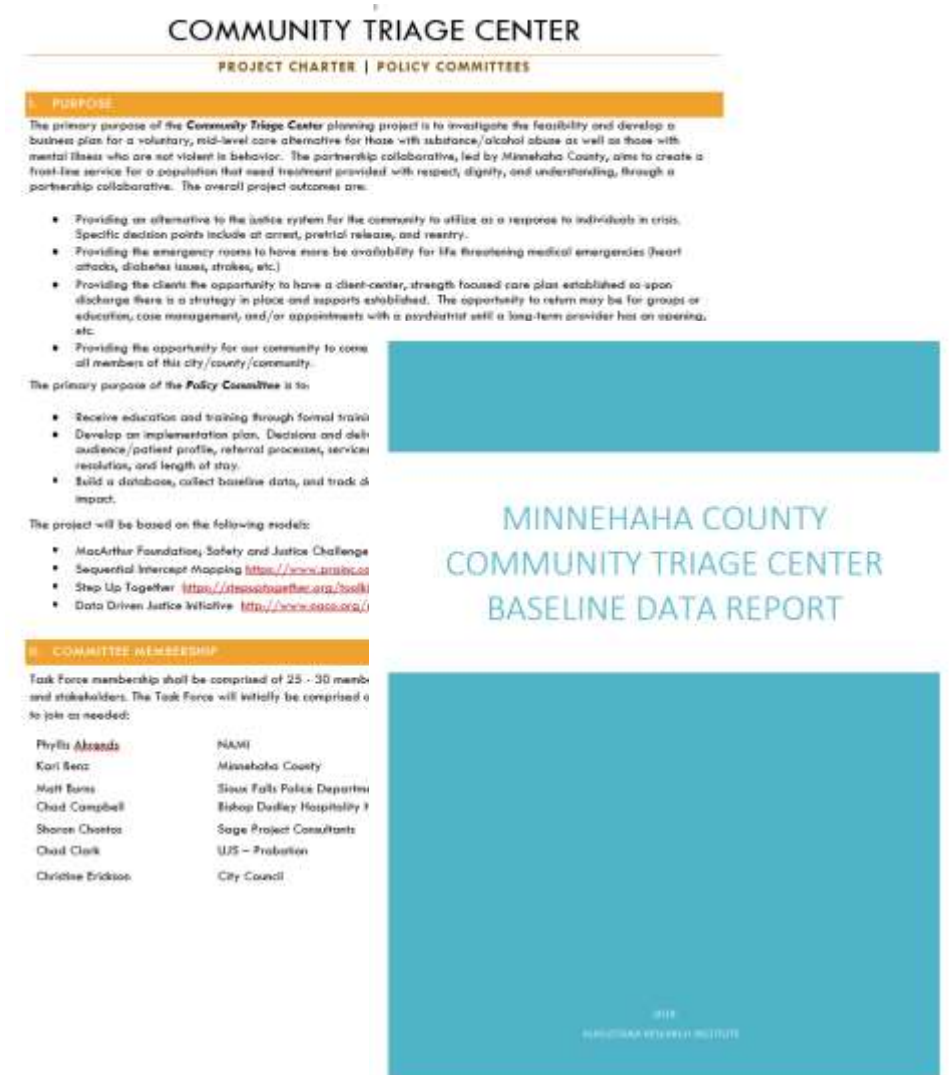 COMMUNITY TRIAGE CENTER
PROJECT CHARTER | POLICY COMMITTEES
I. PURPOSE
The primary purpose of the Community Triage Center planning project is to investigate the feasibility and develop a
business plan for a voluntary, mid-level care alternative for those with substance/alcohol abuse as well as those with
mental illness who are not violent is behavior. The partnership collaborative, led by Minnehaha County, aims to create a
front-line service for a population that need treatment provided with respect, dignity, and understanding, through a
partnership collaborative. The overall project outcomes are:
• Providing an alternative to the justice system for the community to utilize as a response to individuals in crisis.
Specific decision points include at arrest, pretrial release, and reentry.
• Providing the emergency rooms to have more be availability for life threatening medical emergencies (heart
attacks, diabetes issues, strokes, etc.)
• Providing the clients the opportunity to have a client-center, strength focused care plan established so upon
discharge there is a strategy in place and supports established. The opportunity to return may be for groups or
education, case management, and/or appointments with a psychiatrist until a long-term provider has an opening,
etc.
• Providing the opportunity for our community to come
all members of this city/county/community.
The primary purpose of the Policy Committee is to:
• Receive education and training through formal
• Develop an implementation plan. Decisions and
audience/patient profile, referral processes,
resolution, and length of stay.
• Build a database, collect baseline data, and track
impact.
The project will be based on the following models:
• MacArthur Foundation; Safety and Justice Challenge
• Sequential Intercept Mapping
• Step Up Together
• Data Driven Justice Initiative
II. COMMITTEE MEMBERSHIP
Task Force membership shall be comprised of 25 - 30
and stakeholders. The Task Force will initially be comprised
to join as needed:
Phyllis NAMI
Kari Benz Minnehaha County
Matt Burns Sioux Falls Police
Chad Campbell Bishop Dudley Hospitality
Sharon Chontos Sage Project Consultants
Chad Clark UJS – Probation
Christine Erickson City Council
MINNEHAHA COUNTY
COMMUNITY TRIAGE CENTER
BASELINE DATA REPORT
AUGUSTANA RESEARCH INSTITUTE